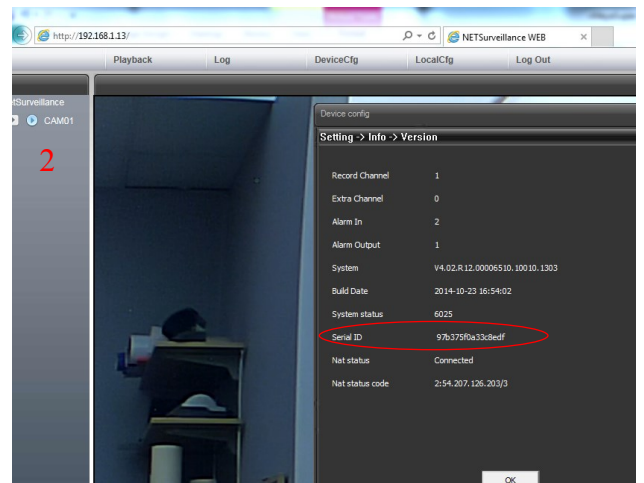 http://192.168.1.13/
NETSurveillance WEB
Playback Log DeviceCfg LocalCfg Log Out
etSurveillance
CAM01
2
Device config
Setting -> Info -> Version
Record Channel 1
Extra Channel 0
Alarm In 2
Alarm Output 1
System V4.02.R12.00006510.10010.1303
Build Date 2014-10-23 16:54:02
System status 6025
Serial ID 97b375f0a33c8edf
Nat status Connected
Nat status code 2:54.207.126.203/3
OK